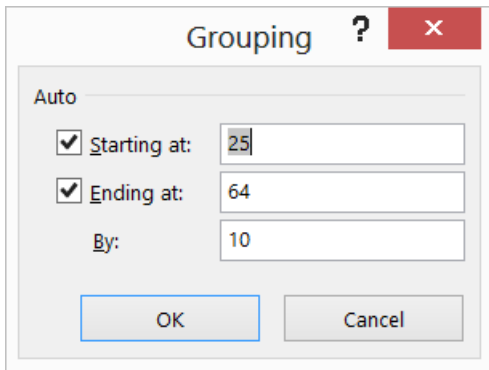 Grouping ? ×
Auto
Starting at: 25
Ending at: 64
By: 10
OK Cancel